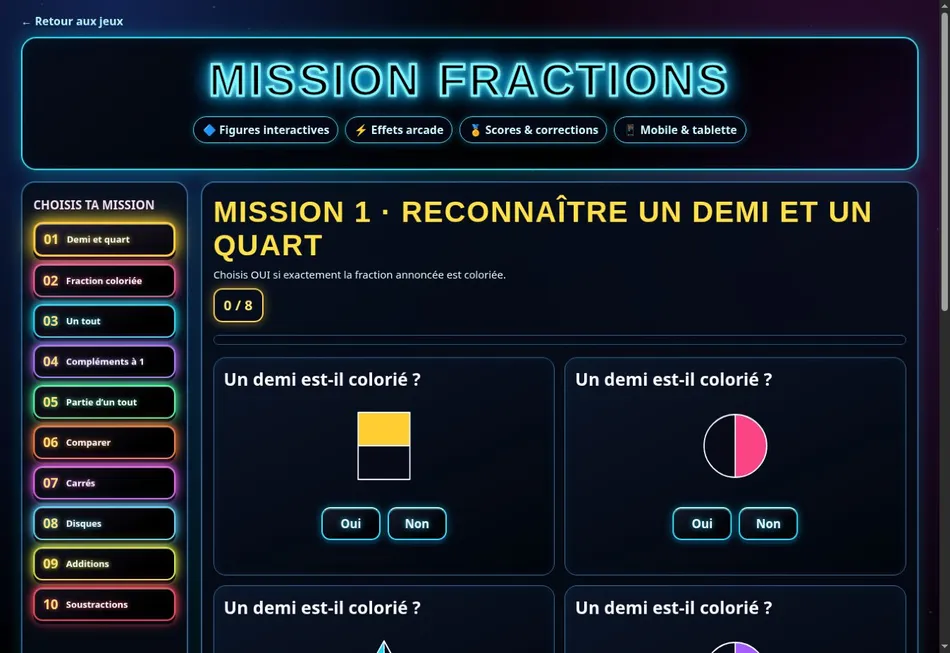 ← Retour aux jeux
MISSION FRACTIONS
🔷 Figures interactives
⚡ Effets arcade
🏅 Scores & corrections
📱 Mobile & tablette
CHOISIS TA MISSION
01 Demi et quart
02 Fraction coloriée
03 Un tout
04 Compléments à 1
05 Partie d'un tout
06 Comparer
07 Carrés
08 Disques
09 Additions
10 Soustractions
MISSION 1 · RECONNAÎTRE UN DEMI ET UN
QUART
Choisis OUI si exactement la fraction annoncée est coloriée.
0 / 8
Un demi est-il colorié ?
Oui
Non
Un demi est-il colorié ?
Oui
Non
Un demi est-il colorié ?
Un demi est-il colorié ?